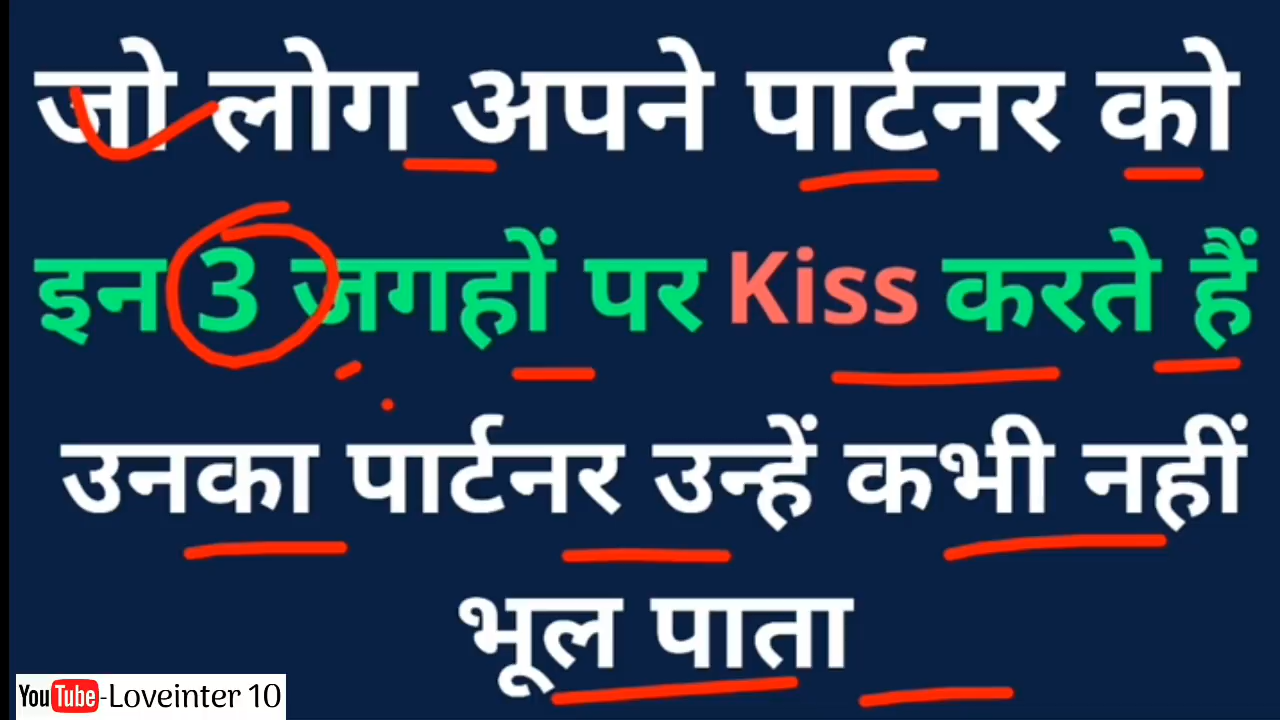 जो लोग अपने पार्टनर को
इन 3 जगहों पर Kiss करते हैं
उनका पार्टनर उन्हें कभी नहीं
भूल पाता
YouTube-Loveinter 10